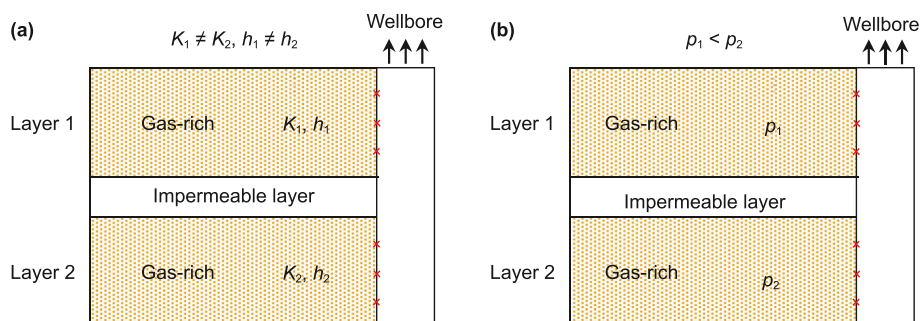 (a)
K1 ≠ K2, h1 ≠ h2
Wellbore
Layer 1
Gas-rich
K1, h1
Impermeable layer
Layer 2
Gas-rich
K2, h2
(b)
p1 < p2
Wellbore
Layer 1
Gas-rich
p1
Impermeable layer
Layer 2
Gas-rich
p2